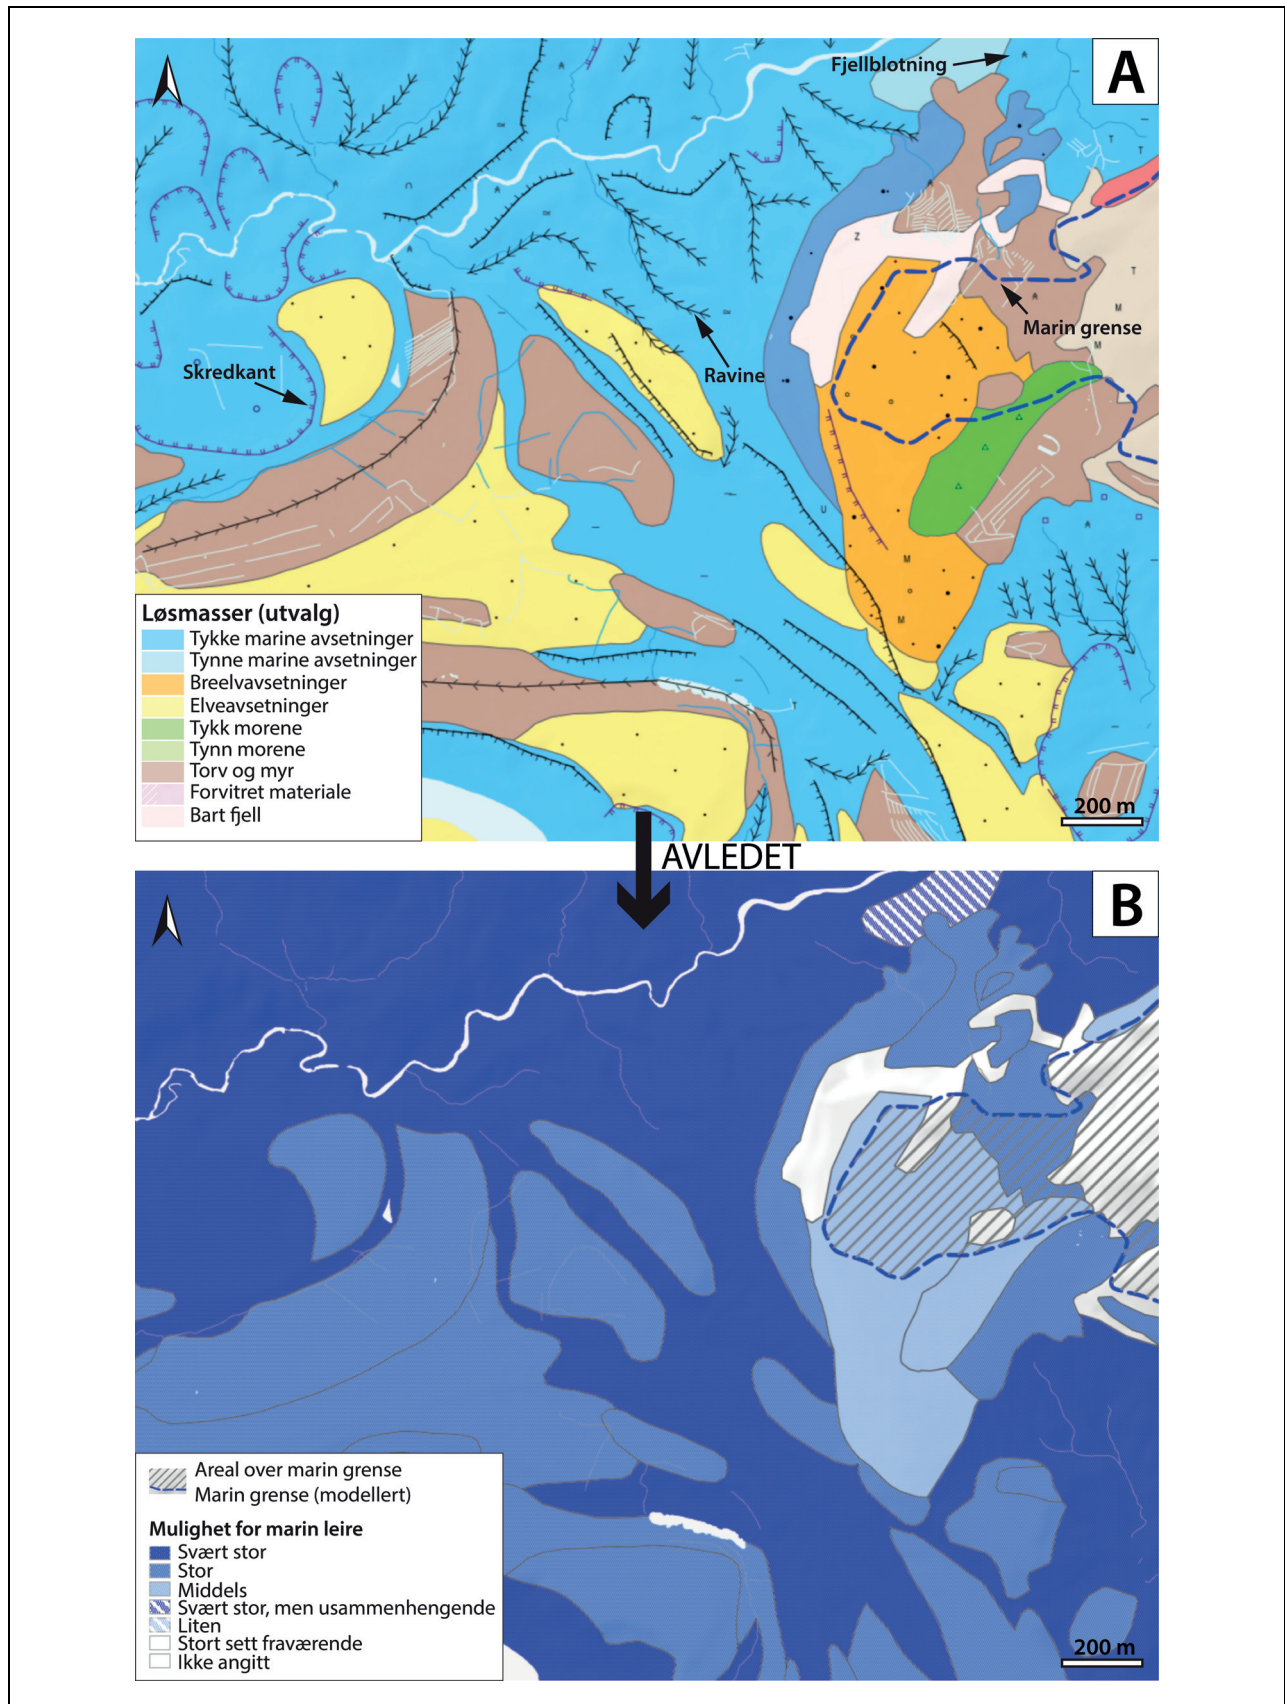 A
Fjellblotning
Marin grense
Ravine
Skredkant
Z
T
T
T
M
M
U
M
M
T
Løsmasser (utvalg)
Tykke marine avsetninger
Tynne marine avsetninger
Breelvavsetninger
Elveavsetninger
Tykk morene
Tynn morene
Torv og myr
Forvitret materiale
Bart fjell
200 m
AVLEDET
B
Areal over marin grense
Marin grense (modellert)
Mulighet for marin leire
Svært stor
Stor
Middels
Svært stor, men usammenhengende
Liten
Stort sett fraværende
Ikke angitt
200 m